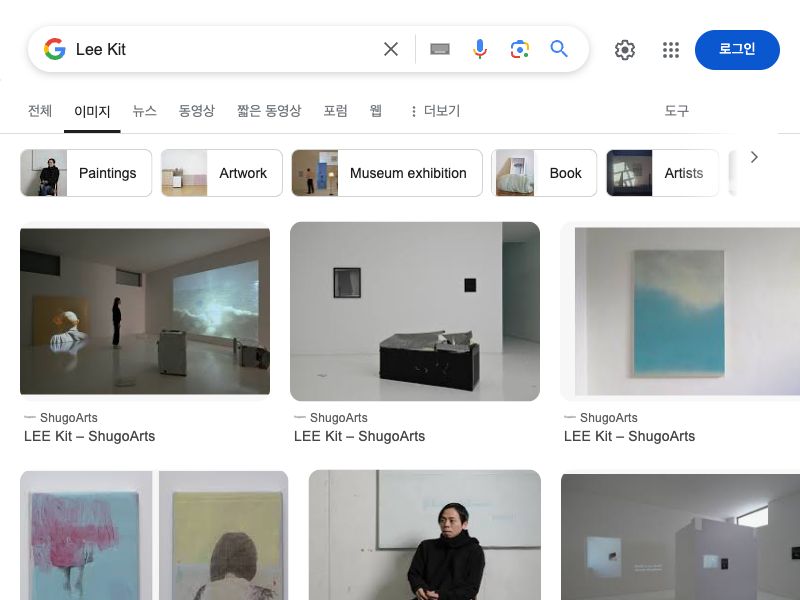 Lee Kit
로그인
전체 이미지 뉴스 동영상 짧은 동영상 포럼 웹 더보기 도구
Paintings Artwork Museum exhibition Book Artists
ShugoArts ShugoArts ShugoArts
LEE Kit – ShugoArts LEE Kit – ShugoArts LEE Kit – ShugoArts